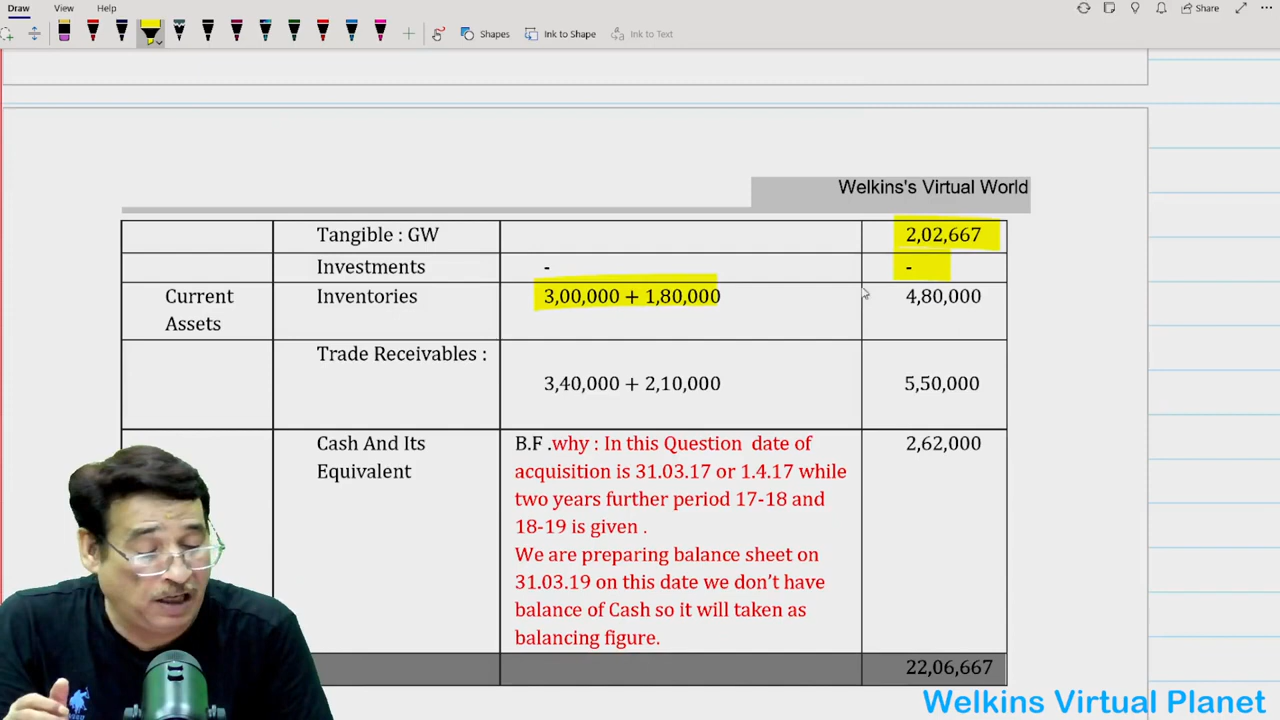 Draw View Help
Share
Shapes Ink to Shape Ink to Text
Welkins's Virtual World
Tangible : GW 2,02,667
Investments - -
Current Assets Inventories 3,00,000 + 1,80,000 4,80,000
Trade Receivables :
3,40,000 + 2,10,000 5,50,000
Cash And Its Equivalent
B.F .why : In this Question date of 2,62,000
acquisition is 31.03.17 or 1.4.17 while
two years further period 17-18 and
18-19 is given .
We are preparing balance sheet on
31.03.19 on this date we don’t have
balance of Cash so it will taken as
balancing figure.
22,06,667
Welkins Virtual Planet